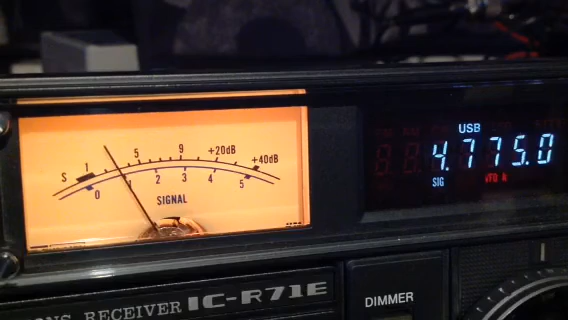 S 1 5 9 +20dB +40dB
0 1 2 3 4 5
SIGNAL
USB
4.775.0
SIG VFO A
RECEIVER IC-R71E
DIMMER